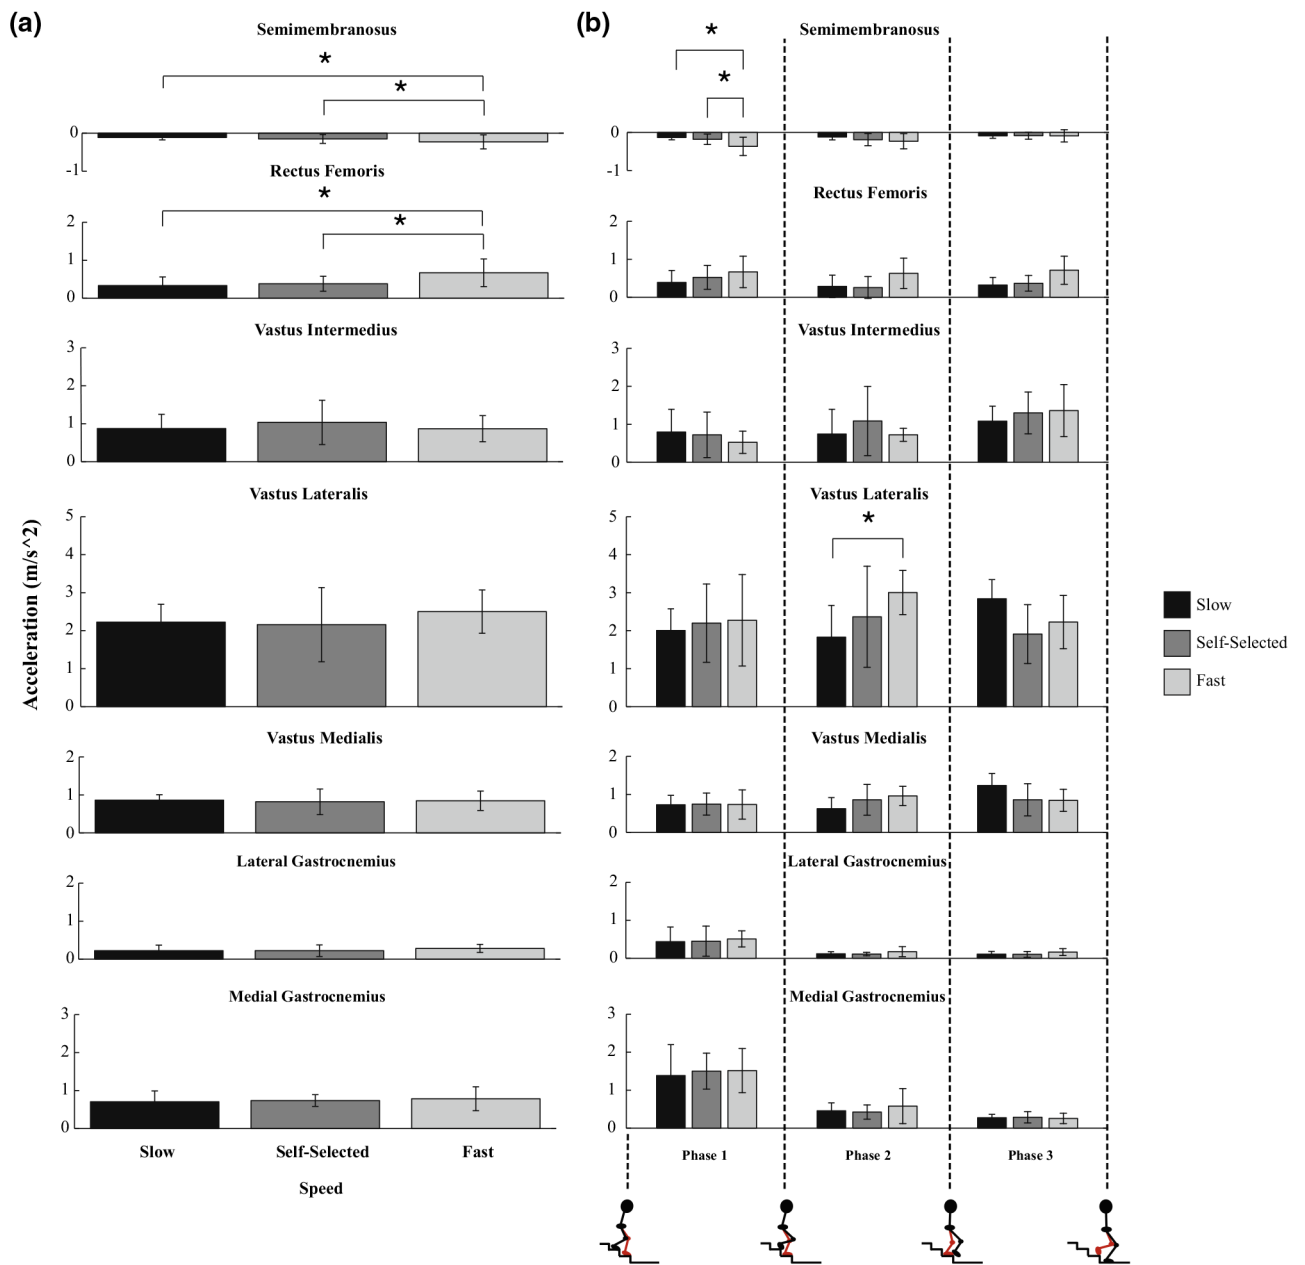 (a)
Semimembranosus
*
*
0
-1
Rectus Femoris
*
*
2
1
0
Vastus Intermedius
3
2
1
0
Vastus Lateralis
5
4
3
2
1
0
Acceleration (m/s^2)
Vastus Medialis
2
1
0
Lateral Gastrocnemius
2
1
0
Medial Gastrocnemius
3
2
1
0
Slow Self-Selected Fast
Speed
(b)
Semimembranosus
*
*
0
-1
Rectus Femoris
2
1
0
Vastus Intermedius
3
2
1
0
Vastus Lateralis
*
5
4
3
2
1
0
Vastus Medialis
2
1
0
Lateral Gastrocnemius
2
1
0
Medial Gastrocnemius
3
2
1
0
Phase 1 Phase 2 Phase 3
Slow
Self-Selected
Fast